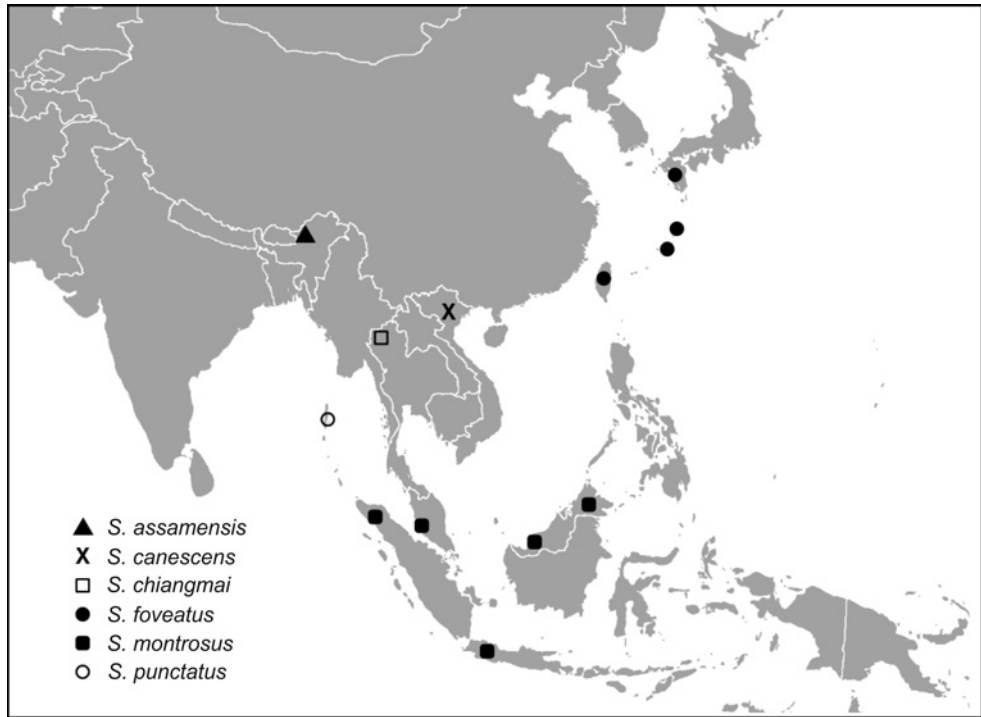 S. assamensis
X S. canescens
S. chiangmai
S. foveatus
S. montrosus
S. punctatus
X